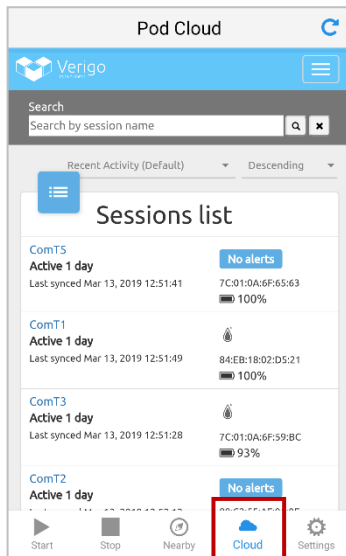 Pod Cloud
Verigo
Search
Search by session name
Recent Activity (Default)
Descending
Sessions list
ComT5
Active 1 day
Last synced Mar 13, 2019 12:51:41
No alerts
7C:01:0A:6F:65:63
100%
ComT1
Active 1 day
Last synced Mar 13, 2019 12:51:49
84:EB:18:02:D5:21
100%
ComT3
Active 1 day
Last synced Mar 13, 2019 12:51:28
7C:01:0A:6F:59:BC
93%
ComT2
Active 1 day
No alerts
Start
Stop
Nearby
Cloud
Settings